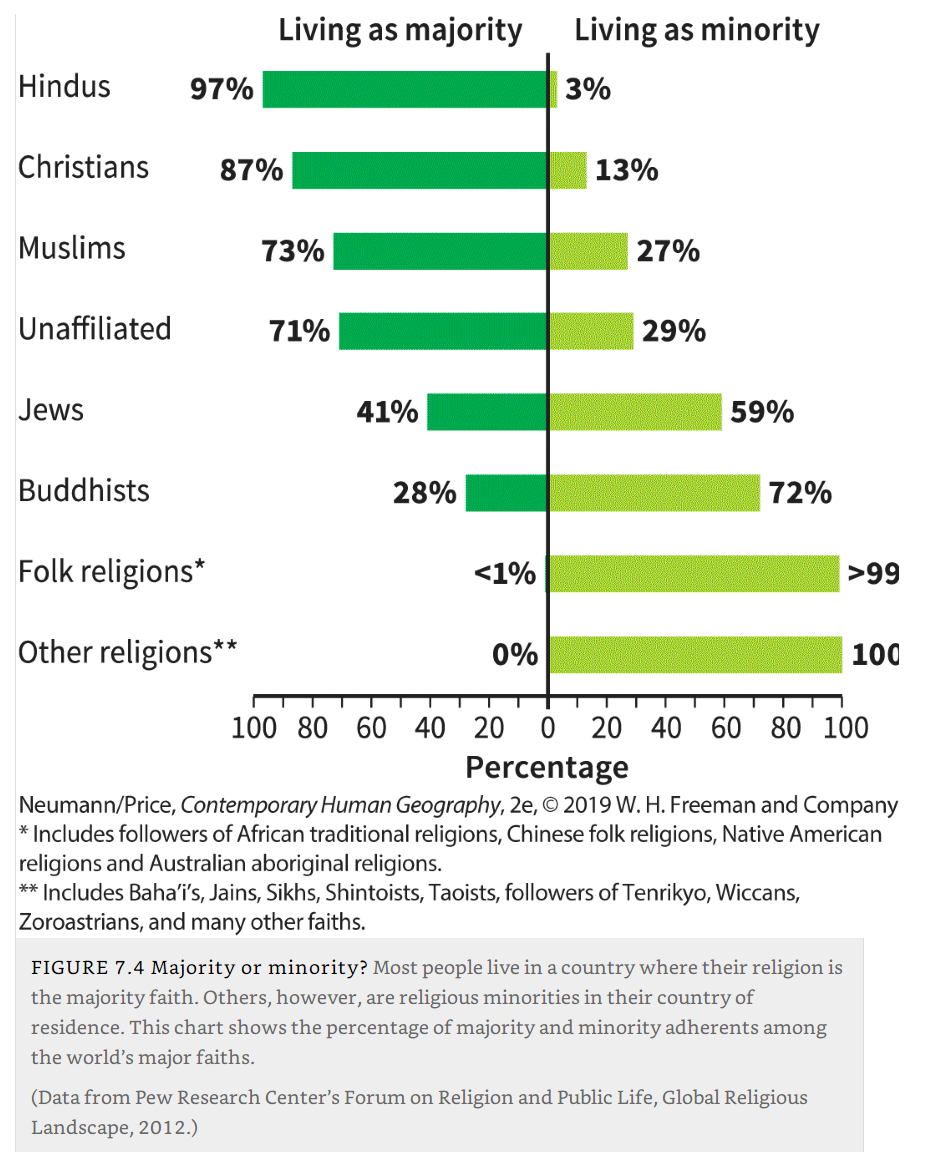 Living as majority Living as minority
Hindus 97% 3%
Christians 87% 13%
Muslims 73% 27%
Unaffiliated 71% 29%
Jews 41% 59%
Buddhists 28% 72%
Folk religions* <1% >99
Other religions** 0% 100
100 80 60 40 20 0 20 40 60 80 100
Percentage
Neumann/Price, Contemporary Human Geography, 2e, © 2019 W. H. Freeman and Company
* Includes followers of African traditional religions, Chinese folk religions, Native American
religions and Australian aboriginal religions.
** Includes Baha’i’s, Jains, Sikhs, Shintoists, Taoists, followers of Tenrikyo, Wiccans,
Zoroastrians, and many other faiths.
FIGURE 7.4 Majority or minority? Most people live in a country where their religion is
the majority faith. Others, however, are religious minorities in their country of
residence. This chart shows the percentage of majority and minority adherents among
the world’s major faiths.
(Data from Pew Research Center’s Forum on Religion and Public Life, Global Religious
Landscape, 2012.)